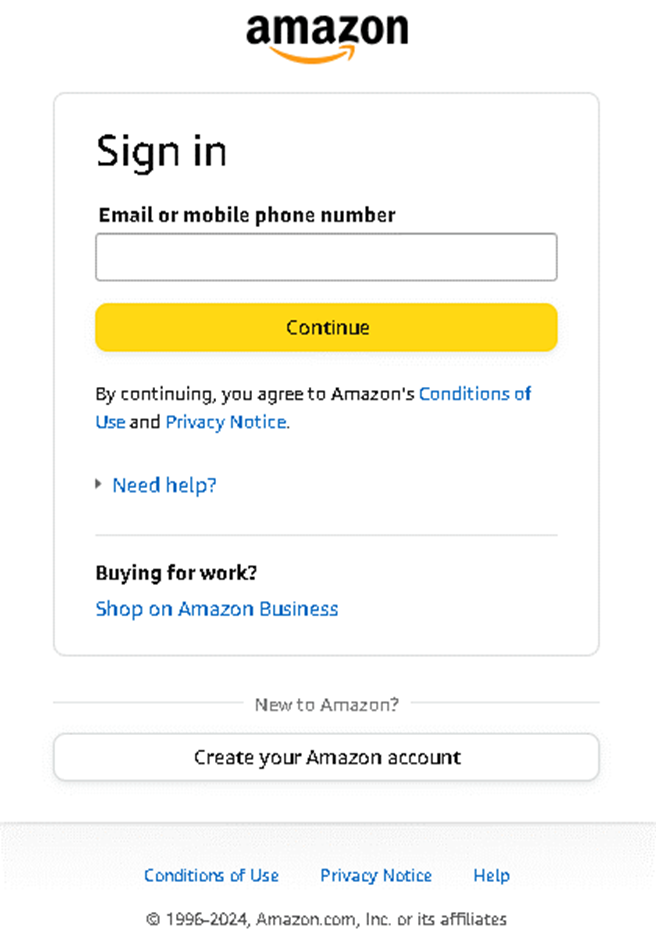 amazon
Sign in
Email or mobile phone number
Continue
By continuing, you agree to Amazon's Conditions of
Use and Privacy Notice.
Need help?
Buying for work?
Shop on Amazon Business
New to Amazon?
Create your Amazon account
Conditions of Use Privacy Notice Help
© 1996-2024, Amazon.com, Inc. or its affiliates